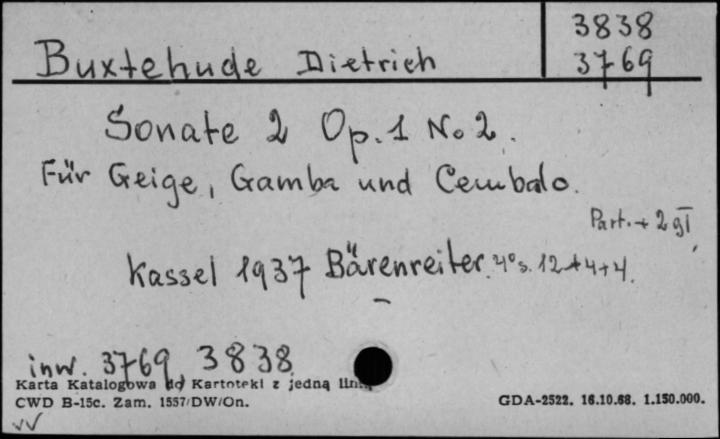 3838
Buxtehude Dietrich 3769
Sonate 2 Op. 1 No 2.
Für Geige, Gamba und Cembalo.
Part. + 2 gł
Kassel 1937 Bärenreiter. 4° s. 12+4+4.
inw. 3769, 3838
Karta Katalogowa do Kartoteki z jedną linią
CWD B-15c. Zam. 1557/DW/On. GDA-2522. 16.10.68. 1.150.000.